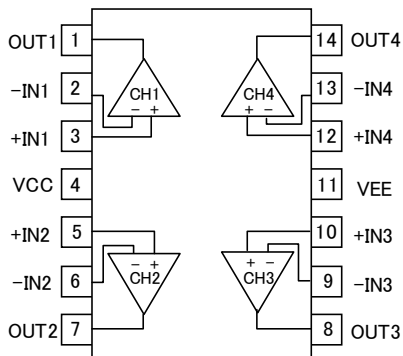 OUT1 1 14 OUT4
-IN1 2 CH1 CH4 13 -IN4
- + + -
+IN1 3 12 +IN4
VCC 4 11 VEE
+IN2 5 10 +IN3
- + + -
-IN2 6 CH2 CH3 9 -IN3
OUT2 7 8 OUT3